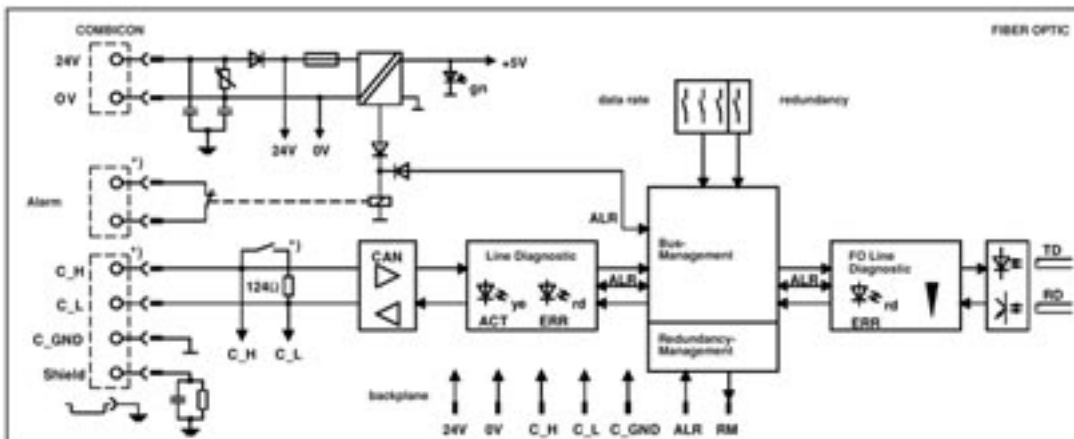 COMBICON
FIBER OPTIC
24V
0V
+5V
gn
data rate
redundancy
24V 0V
*)
Alarm
ALR
*)
C_H
*)
124Ω
C_L
C_GND
Shield
C_H C_L
CAN
Line Diagnostic
ye
rd
ACT ERR
ALR
Bus-
Management
Redundancy-
Management
ALR
FO Line
Diagnostic
rd
ERR
TD
RD
backplane
24V 0V C_H C_L C_GND ALR RM